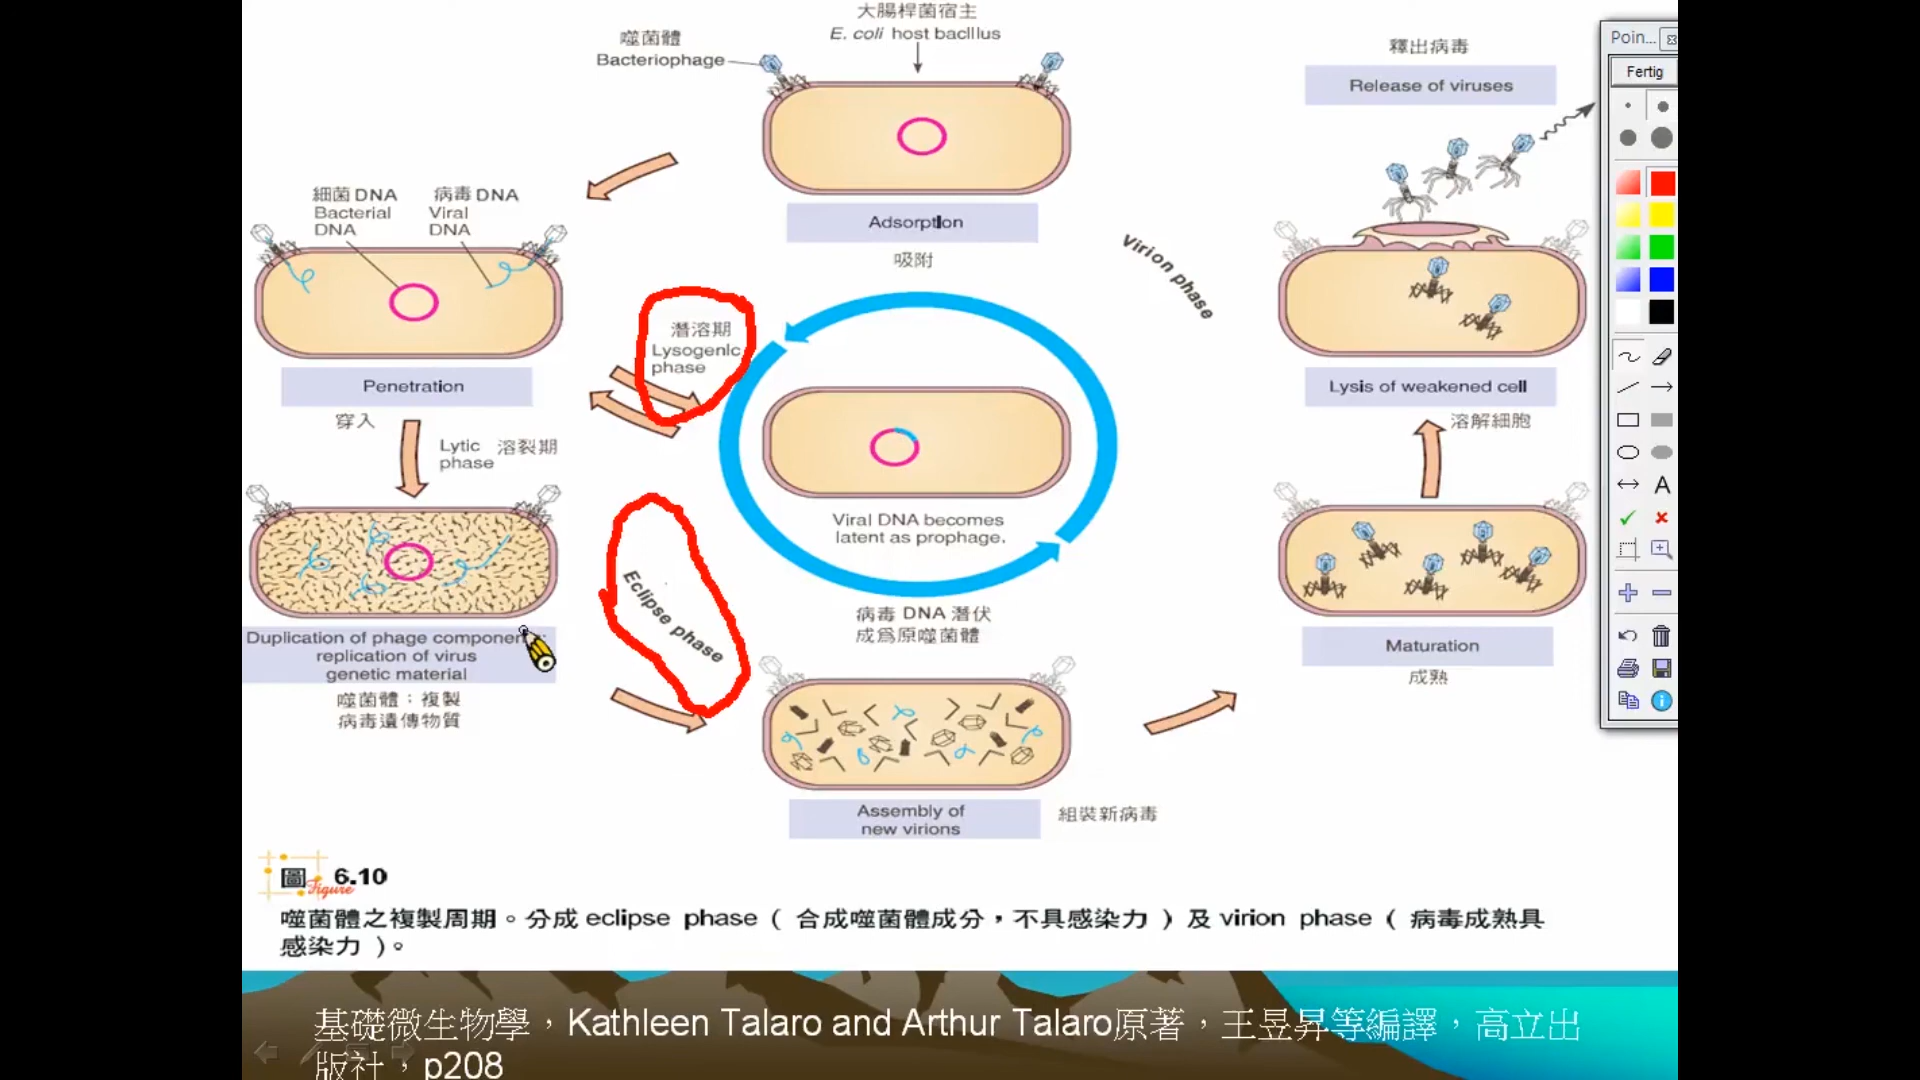 大腸桿菌宿主
E. coli host bacillus
噬菌體
Bacteriophage
釋出病毒
Release of viruses
Poin...
Fertig
細菌 DNA
Bacterial
DNA
病毒 DNA
Viral
DNA
Adsorption
吸附
Virion phase
潛溶期
Lysogenic
phase
Penetration
穿入
Lysis of weakened cell
溶解細胞
Lytic
phase
溶裂期
Viral DNA becomes
latent as prophage.
Eclipse phase
病毒 DNA 潛伏
成爲原噬菌體
Duplication of phage
replication of virus
genetic material
噬菌體；複製
病毒遺傳物質
Maturation
成熟
Assembly of
new virions
組裝新病毒
圖 6.10
Figure
噬菌體之複製周期。分成 eclipse phase ( 合成噬菌體成分，不具感染力 ) 及 virion phase ( 病毒成熟具
感染力 )。
基礎微生物學，Kathleen Talaro and Arthur Talaro原著，王昱昇等編譯，高立出
版社，p208